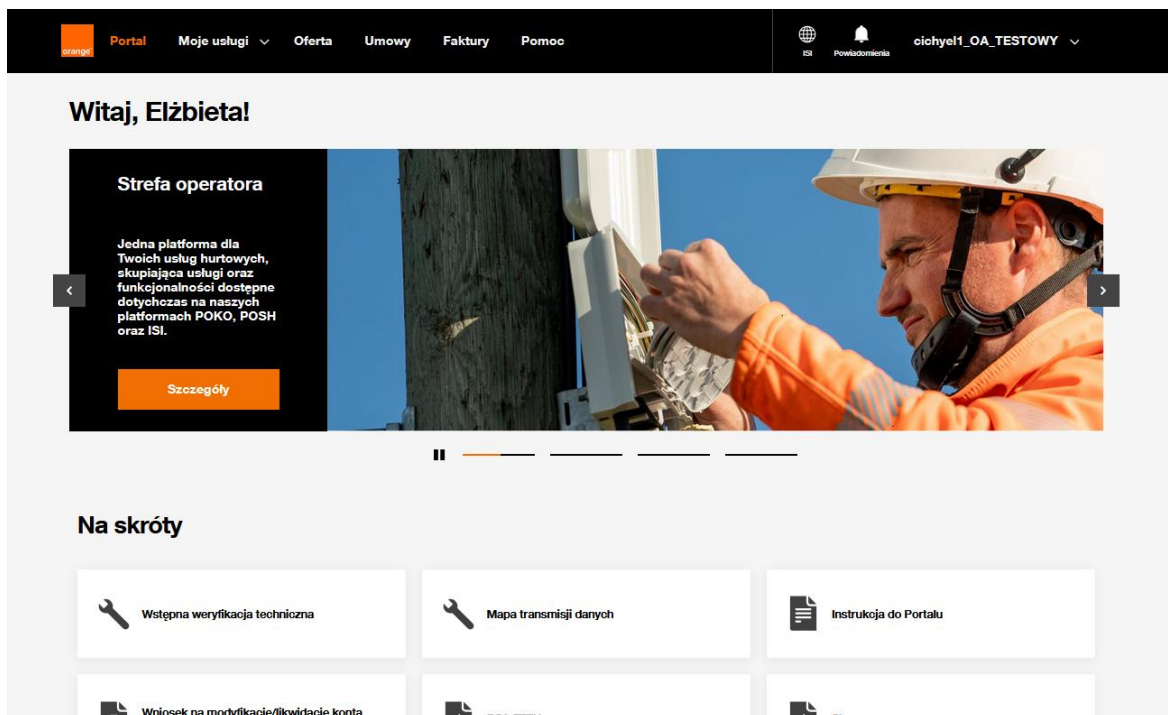 orange
Portal
Moje usługi
Oferta
Umowy
Faktury
Pomoc
ISI
Powiadomienia
cichyel1_OA_TESTOWY
Witaj, Elżbieta!
Strefa operatora
Jedna platforma dla
Twoich usług hurtowych,
skupiająca usługi oraz
funkcjonalności dostępne
dotychczas na naszych
platformach POKO, POSH
oraz ISI.
Szczegóły
Na skróty
Wstępna weryfikacja techniczna
Mapa transmisji danych
Instrukcja do Portalu
Wniosek na modyfikację/likwidację konta